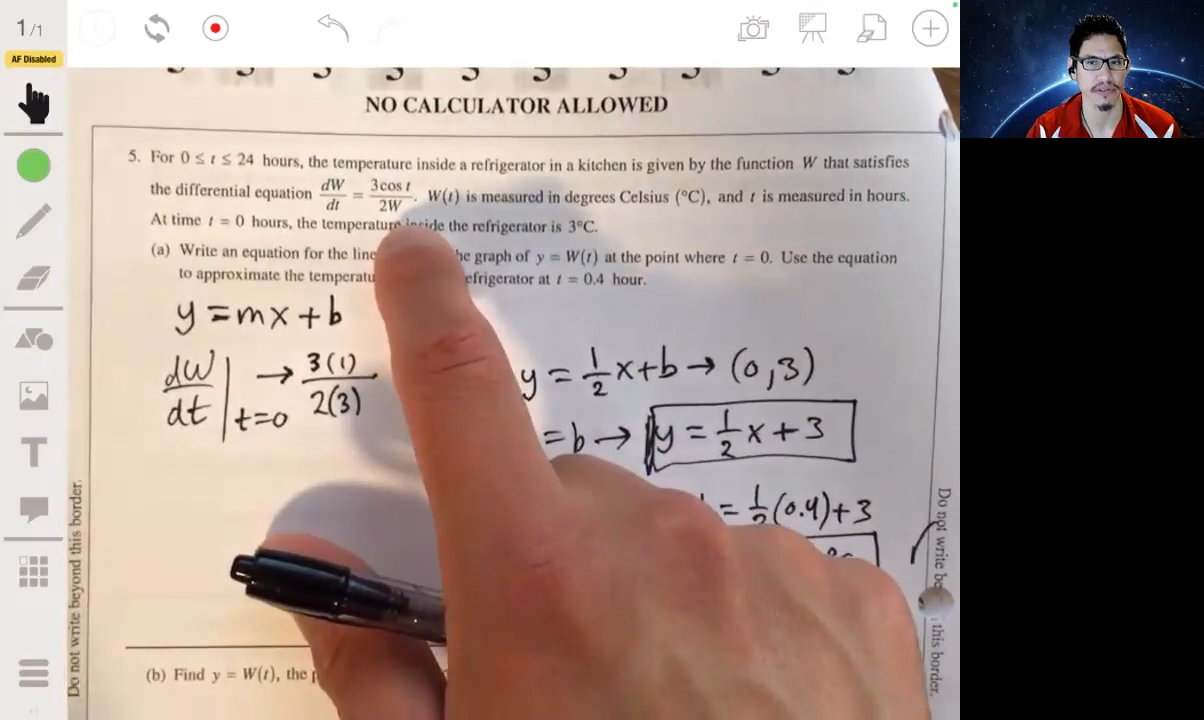 1/1
AF Disabled
NO CALCULATOR ALLOWED
5. For 0 ≤ t ≤ 24 hours, the temperature inside a refrigerator in a kitchen is given by the function W that satisfies
the differential equation dW/dt = 3cos t/2W. W(t) is measured in degrees Celsius (°C), and t is measured in hours.
At time t = 0 hours, the temperature inside the refrigerator is 3°C.
(a) Write an equation for the line he graph of y = W(t) at the point where t = 0. Use the equation
to approximate the temperatu efrigerator at t = 0.4 hour.
y = mx + b
dW/dt | t=0 → 3(1)/2(3)
y = 1/2 x + b → (0,3)
= b → y = 1/2 x + 3
= 1/2 (0.4) + 3
T
(b) Find y = W(t), the
Do not write beyond this border.
Do not write be this border.